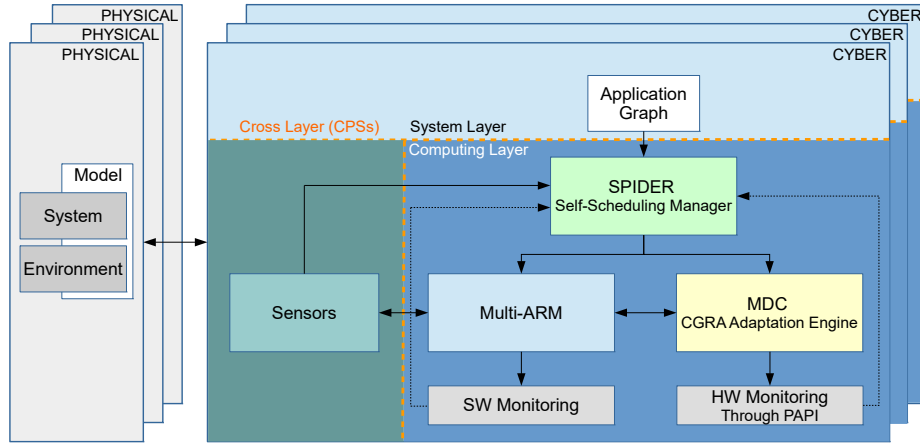 PHYSICAL
PHYSICAL
PHYSICAL
Model
System
Environment
CYBER
CYBER
CYBER
Application
Graph
Cross Layer (CPSs)
System Layer
Computing Layer
SPIDER
Self-Scheduling Manager
Sensors
Multi-ARM
MDC
CGRA Adaptation Engine
SW Monitoring
HW Monitoring
Through PAPI